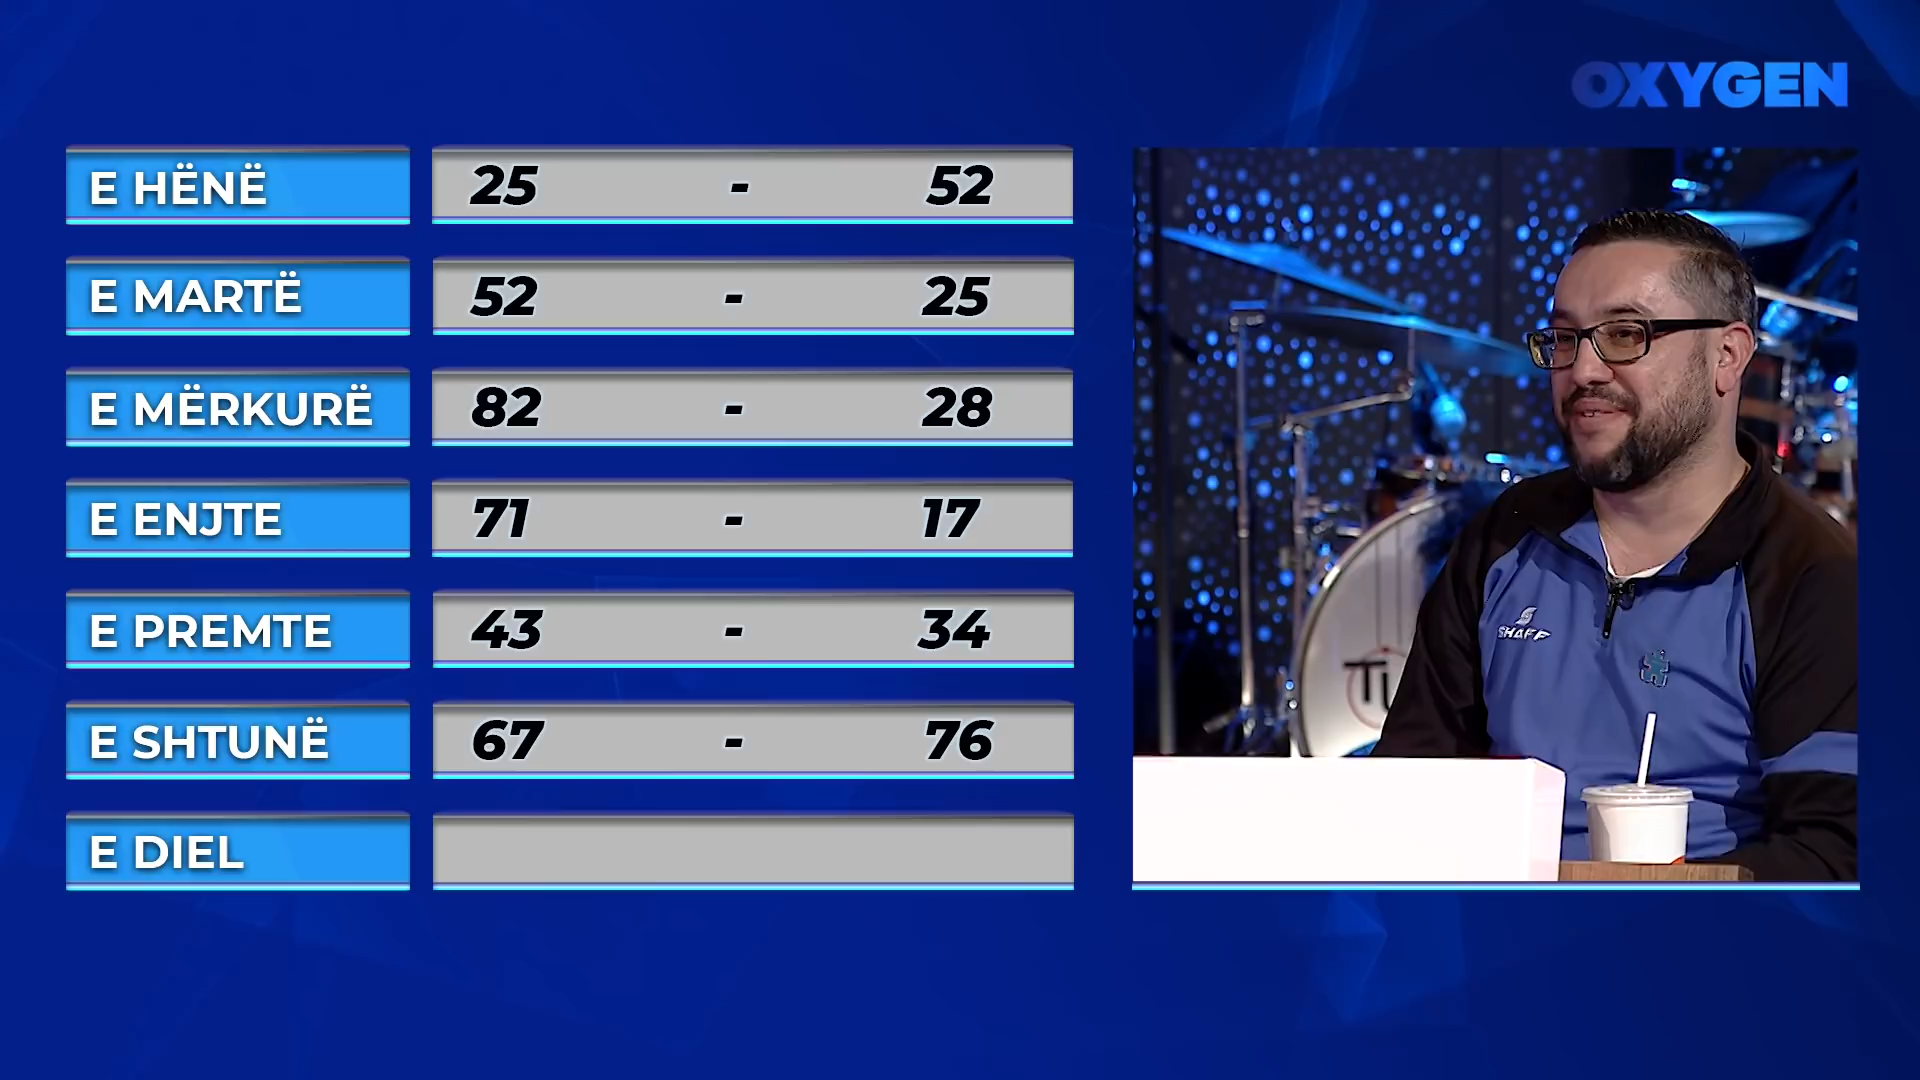 OXYGEN
E HËNË 25 - 52
E MARTË 52 - 25
E MËRKURË 82 - 28
E ENJTE 71 - 17
E PREMTE 43 - 34
E SHTUNË 67 - 76
E DIEL
SHAFF